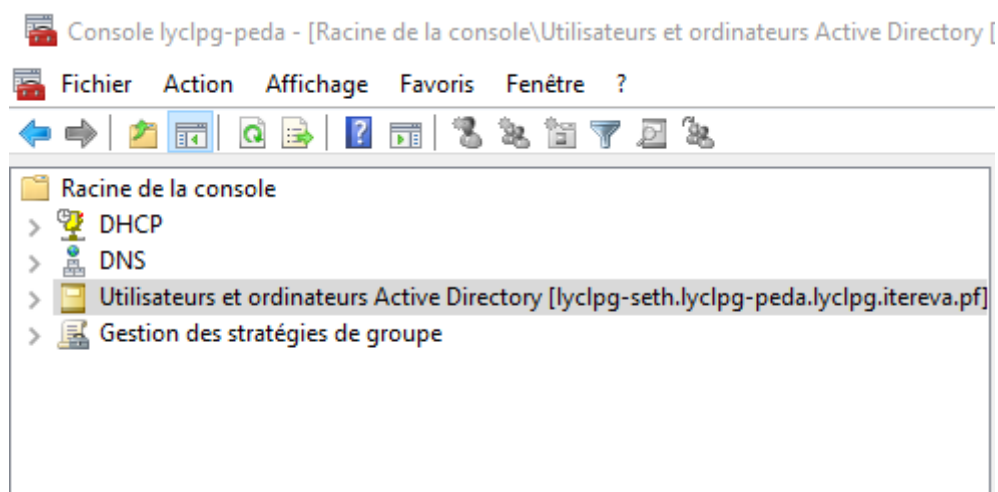 Console lyclpg-peda - [Racine de la console\Utilisateurs et ordinateurs Active Directory [
Fichier Action Affichage Favoris Fenêtre ?
Racine de la console
DHCP
DNS
Utilisateurs et ordinateurs Active Directory [lyclpg-seth.lyclpg-peda.lyclpg.itereva.pf]
Gestion des stratégies de groupe